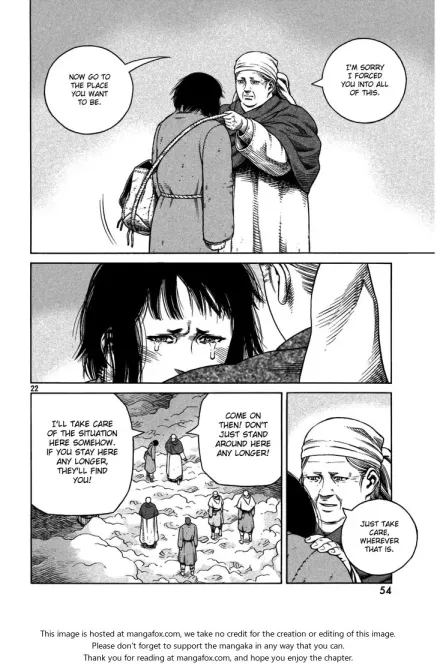 NOW GO TO
THE PLACE
YOU WANT
TO BE.
I'M SORRY
I FORCED
YOU INTO ALL
OF THIS.
22
I'LL TAKE CARE
OF THE SITUATION
HERE SOMEHOW.
IF YOU STAY HERE
ANY LONGER,
THEY'LL FIND
YOU!
COME ON
THEN! DON'T
JUST STAND
AROUND HERE
ANY LONGER!
JUST TAKE
CARE,
WHEREVER
THAT IS.
54
This image is hosted at mangafox.com, we take no credit for the creation or editing of this image.
Please don't forget to support the mangaka in any way that you can.
Thank you for reading at mangafox.com, and hope you enjoy the chapter.